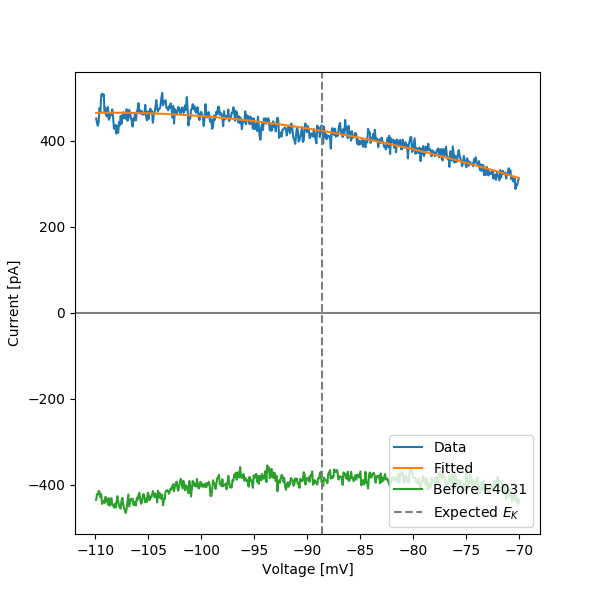 400
200
0
−200
−400
−110
−105
−100
−95
−90
−85
−80
−75
−70
Current [pA]
Voltage [mV]
Data
Fitted
Before E4031
Expected E_K